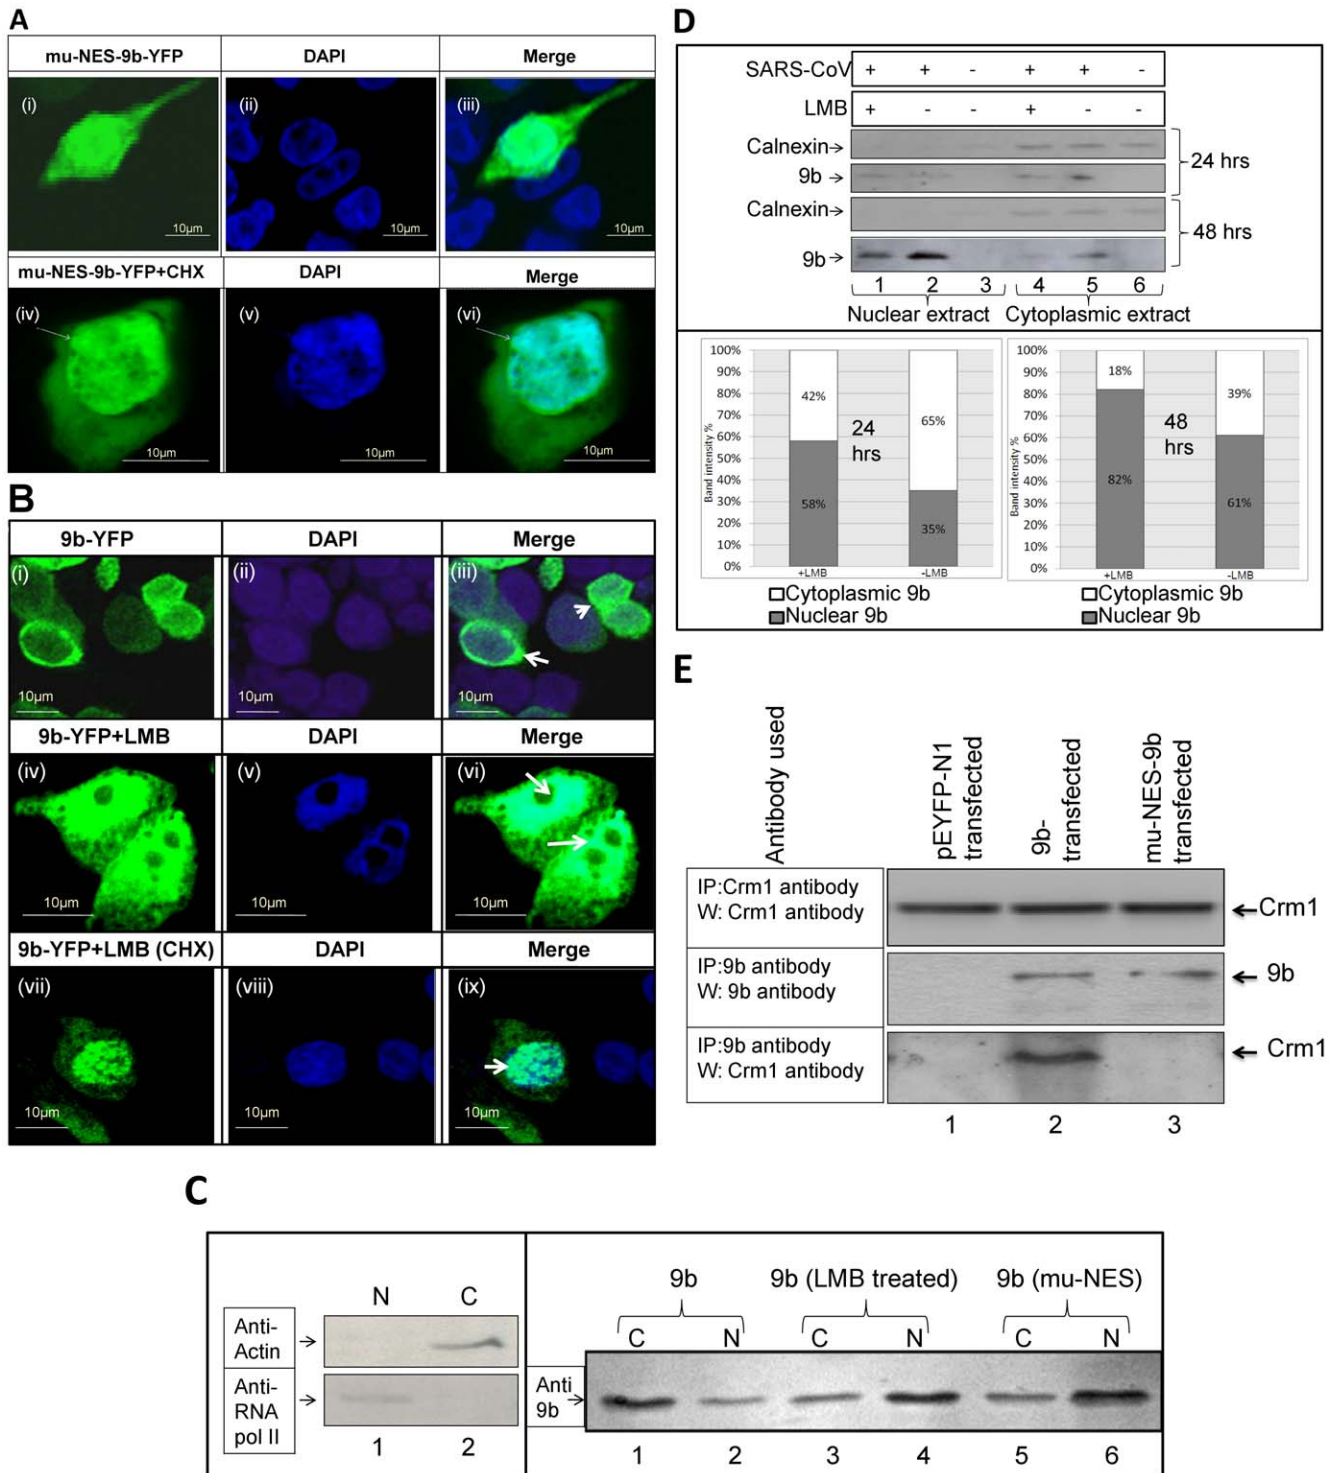 A
mu-NES-9b-YFP DAPI Merge
(i) (ii) (iii)
10µm 10µm 10µm
mu-NES-9b-YFP+CHX DAPI Merge
(iv) (v) (vi)
10µm 10µm 10µm
B
9b-YFP DAPI Merge
(i) (ii) (iii)
10µm 10µm 10µm
9b-YFP+LMB DAPI Merge
(iv) (v) (vi)
10µm 10µm 10µm
9b-YFP+LMB (CHX) DAPI Merge
(vii) (viii) (ix)
10µm 10µm 10µm
D
SARS-CoV + + - + + -
LMB + - - + - -
Calnexin
9b
24 hrs
Calnexin
9b
48 hrs
1 2 3 4 5 6
Nuclear extract Cytoplasmic extract
100%
90%
80%
70%
60%
50%
40%
30%
20%
10%
0%
Band intensity %
42%
58%
65%
35%
24
hrs
+LMB -LMB
Cytoplasmic 9b
Nuclear 9b
100%
90%
80%
70%
60%
50%
40%
30%
20%
10%
0%
Band intensity %
18%
82%
39%
61%
48
hrs
+LMB -LMB
Cytoplasmic 9b
Nuclear 9b
E
Antibody used
pEYFP-N1
transfected
9b-
transfected
mu-NES-9b
transfected
IP:Crm1 antibody
W: Crm1 antibody
Crm1
IP:9b antibody
W: 9b antibody
9b
IP:9b antibody
W: Crm1 antibody
Crm1
1 2 3
C
N C
Anti-
Actin
Anti-
RNA
pol II
1 2
9b 9b (LMB treated) 9b (mu-NES)
C N C N C N
Anti
9b
1 2 3 4 5 6